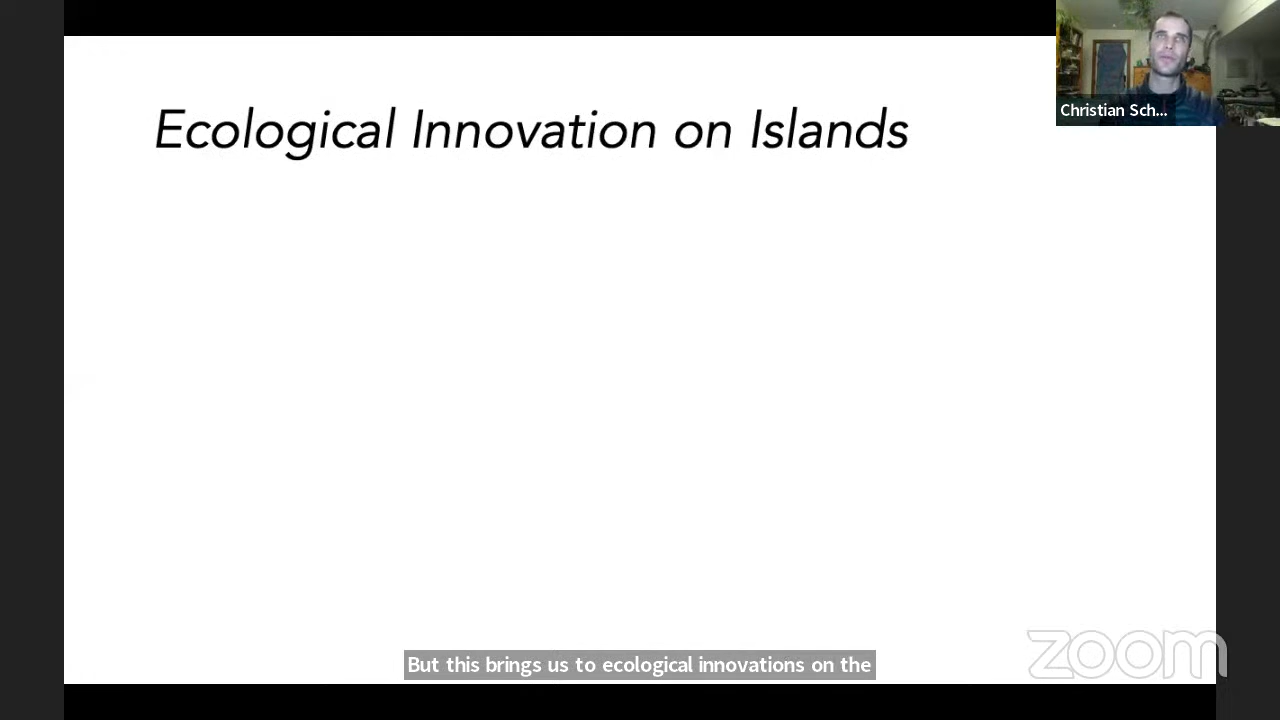 Christian Sch...
Ecological Innovation on Islands
But this brings us to ecological innovations on the
zoom